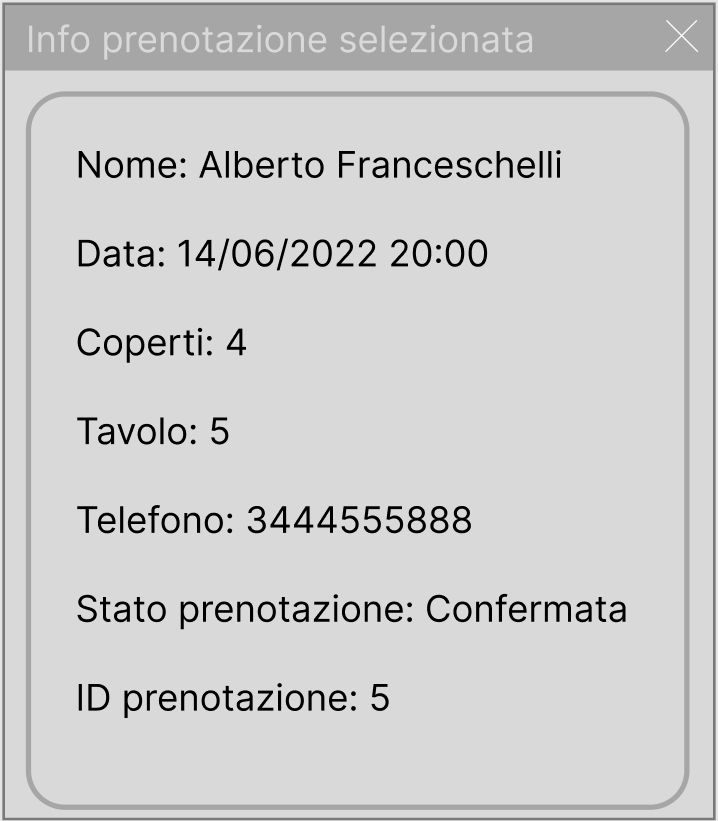 Info prenotazione selezionata
Nome: Alberto Franceschelli
Data: 14/06/2022 20:00
Coperti: 4
Tavolo: 5
Telefono: 3444555888
Stato prenotazione: Confermata
ID prenotazione: 5